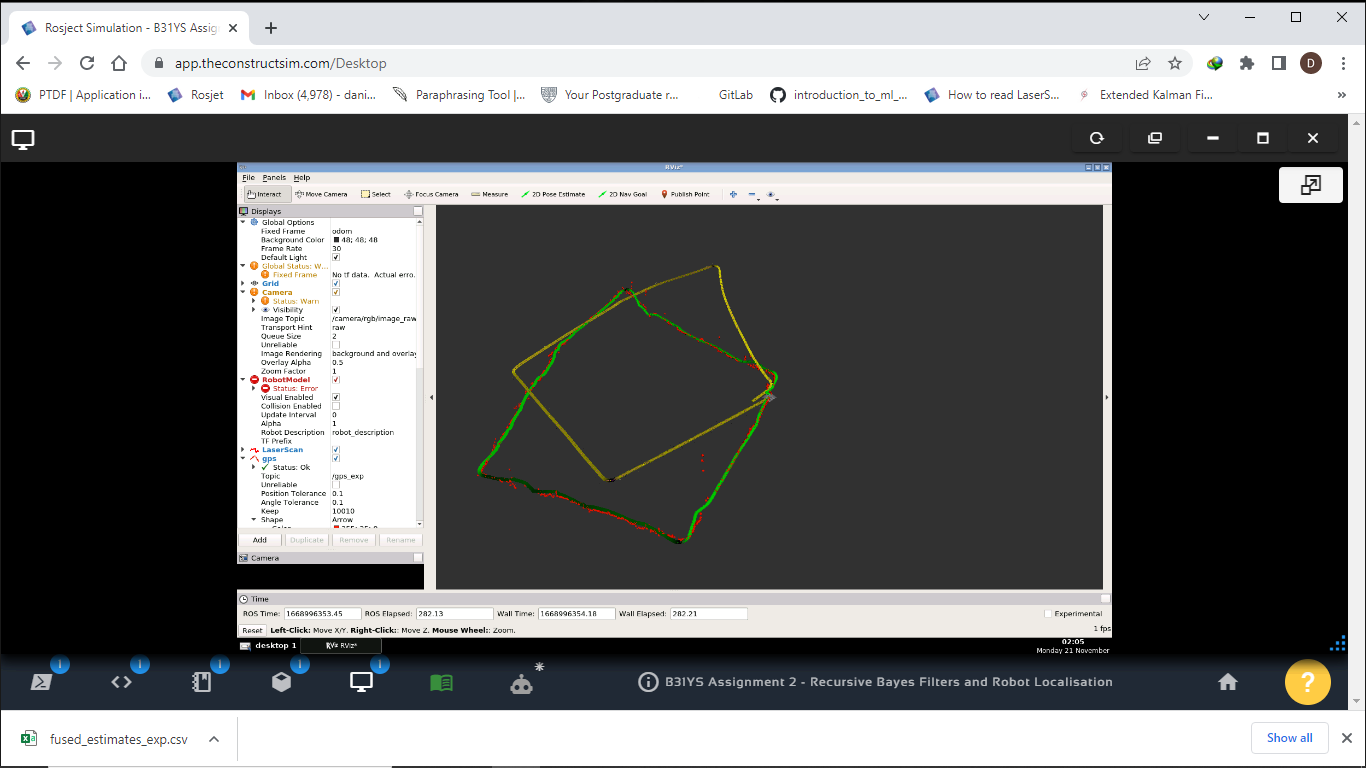 Rosject Simulation - B31YS Assig
app.theconstructsim.com/Desktop
D
PTDF | Application i... Rosjet Inbox (4,978) - dani... Paraphrasing Tool |... Your Postgraduate r... GitLab introduction_to_ml_... How to read LaserS... Extended Kalman Fi... »
RViz*
File Panels Help
Interact Move Camera Select Focus Camera Measure 2D Pose Estimate 2D Nav Goal Publish Point
Displays
Global Options
Fixed Frame odom
Background Color 48; 48; 48
Frame Rate 30
Default Light
Global Status: W...
Fixed Frame No tf data. Actual erro.
Grid
Camera
Status: Warn
Visibility
Image Topic /camera/rgb/image_raw
Transport Hint raw
Queue Size 2
Unreliable
Image Rendering background and overlay
Overlay Alpha 0.5
Zoom Factor 1
RobotModel
Status: Error
Visual Enabled
Collision Enabled
Update Interval 0
Alpha 1
Robot Description robot_description
TF Prefix
LaserScan
gps
Status: Ok
Topic /gps_exp
Unreliable
Position Tolerance 0.1
Angle Tolerance 0.1
Keep 10010
Shape Arrow
Add Duplicate Remove Rename
Camera
Time
ROS Time: 1668996353.45 ROS Elapsed: 282.13 Wall Time: 1668996354.18 Wall Elapsed: 282.21 Experimental
Reset Left-Click: Move X/Y. Right-Click:: Move Z. Mouse Wheel:: Zoom. 1 fps
desktop 1 RViz RViz* 02:05
Monday 21 November
B31YS Assignment 2 - Recursive Bayes Filters and Robot Localisation
?
fused_estimates_exp.csv Show all